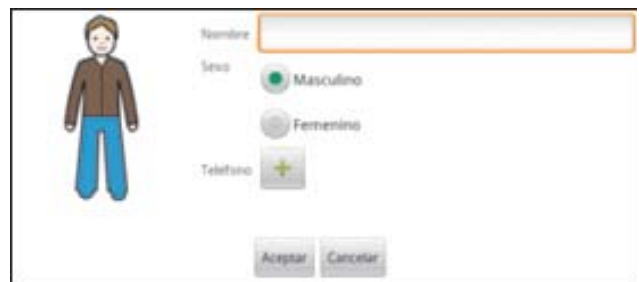 Nombre
Sexo
Masculino
Femenino
Telefono
Aceptar Cancelar